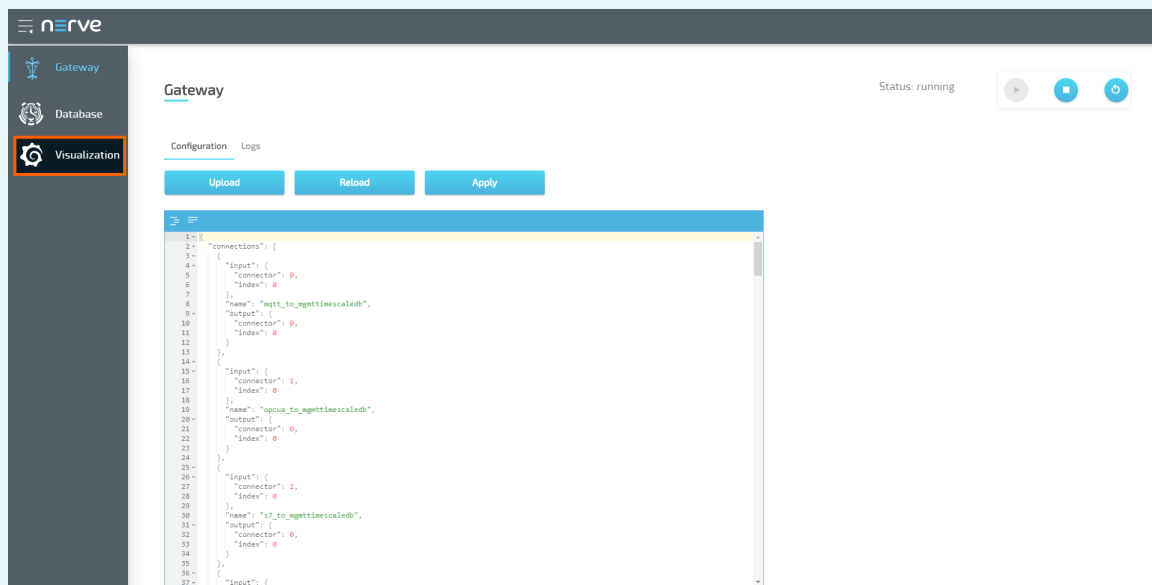 nerve
Gateway
Database
Visualization
Gateway
Status: running
Configuration Logs
Upload Reload Apply
1 {
2 "connections": [
3 {
4 "input": {
5 "connector": 0,
6 "index": 0
7 },
8 "name": "mqtt_to_mgmttimescaledb",
9 "output": {
10 "connector": 0,
11 "index": 0
12 }
13 },
14 {
15 "input": {
16 "connector": 1,
17 "index": 0
18 },
19 "name": "opcua_to_mgmttimescaledb",
20 "output": {
21 "connector": 0,
22 "index": 0
23 }
24 },
25 {
26 "input": {
27 "connector": 2,
28 "index": 0
29 },
30 "name": "s7_to_mgmttimescaledb",
31 "output": {
32 "connector": 0,
33 "index": 0
34 }
35 },
36 {
37 "input": {